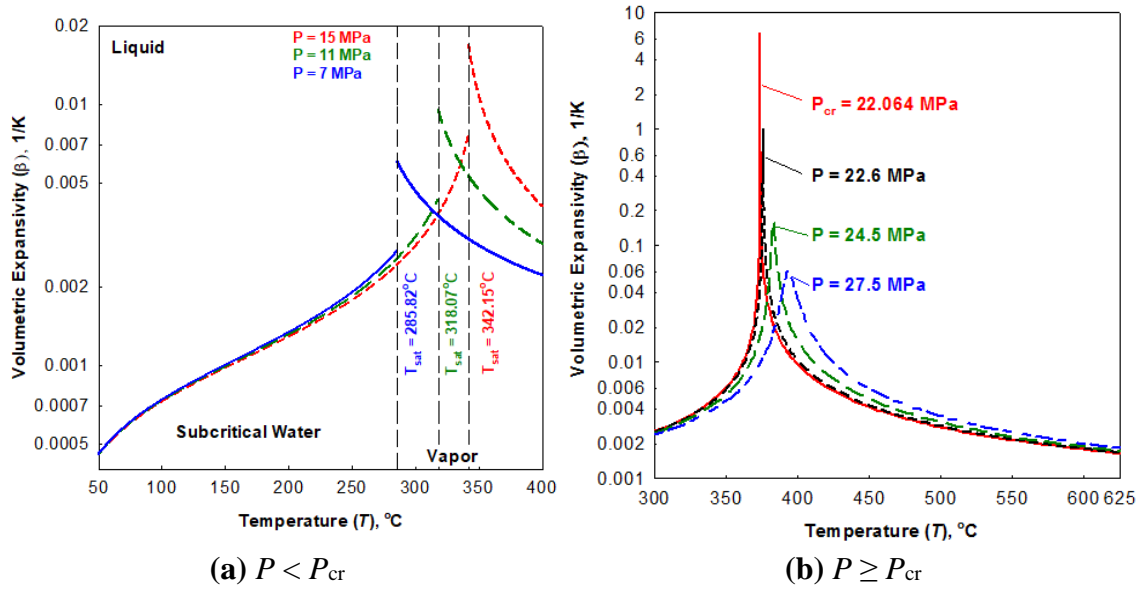 0.02
0.01
0.007
0.005
0.002
0.001
0.0007
0.0005
Volumetric Expansivity (β), 1/K
Liquid
P = 15 MPa
P = 11 MPa
P = 7 MPa
Tsat = 285.82°C
Tsat = 318.07°C
Tsat = 342.15°C
Subcritical Water
Vapor
50 100 150 200 250 300 350 400
Temperature (T), °C
(a) P < Pcr
10
6
4
2
1
0.6
0.4
0.2
0.1
0.06
0.04
0.02
0.01
0.006
0.004
0.002
0.001
Volumetric Expansivity (β), 1/K
Pcr = 22.064 MPa
P = 22.6 MPa
P = 24.5 MPa
P = 27.5 MPa
300 350 400 450 500 550 600 625
Temperature (T), °C
(b) P ≥ Pcr